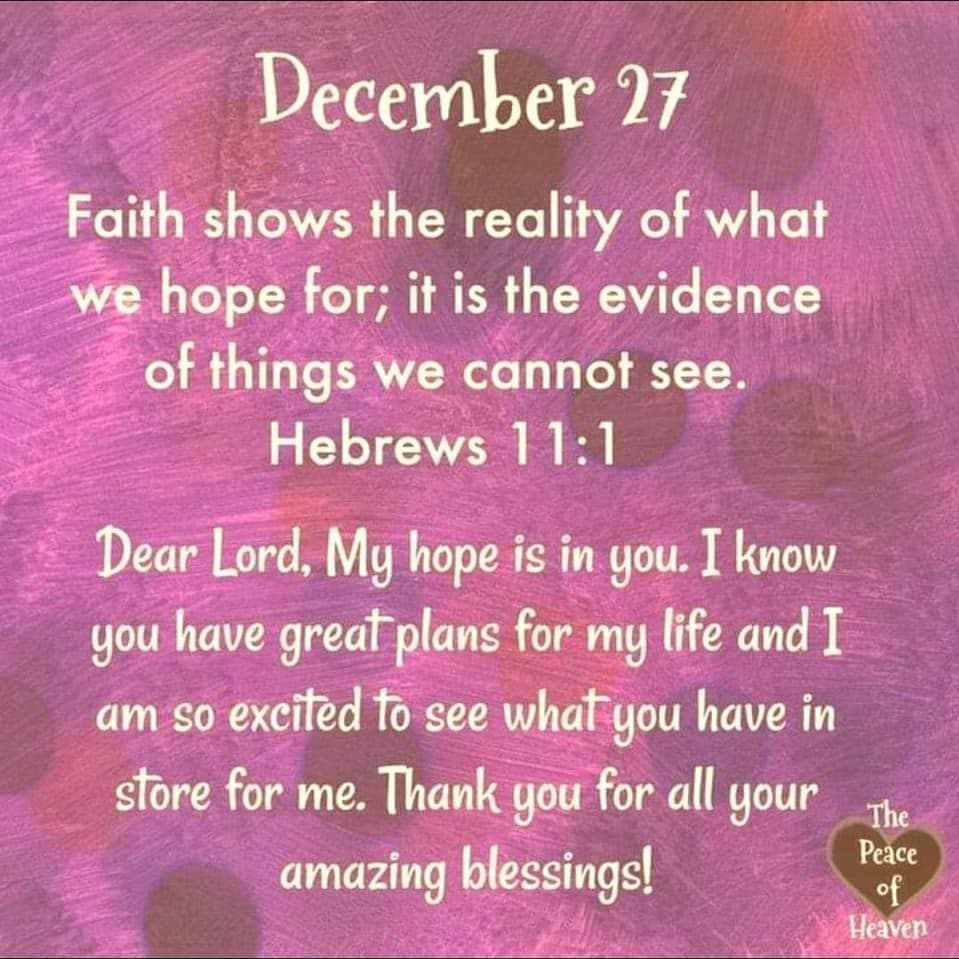 December 27
Faith shows the reality of what
we hope for; it is the evidence
of things we cannot see.
Hebrews 11:1
Dear Lord, My hope is in you. I know
you have great plans for my life and I
am so excited to see what you have in
store for me. Thank you for all your
amazing blessings!
The
Peace
of
Heaven